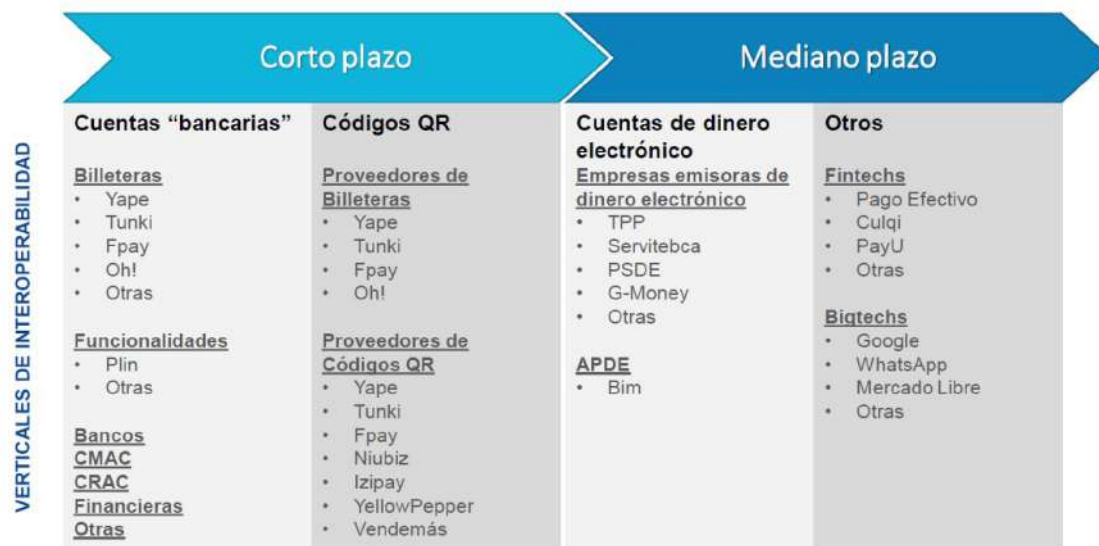 Corto plazo
Mediano plazo
VERTICALES DE INTEROPERABILIDAD
Cuentas “bancarias”
Billeteras
• Yape
• Tunki
• Fpay
• Oh!
• Otras
Funcionalidades
• Plin
• Otras
Bancos
CMAC
CRAC
Financieras
Otras
Códigos QR
Proveedores de
Billeteras
• Yape
• Tunki
• Fpay
• Oh!
Proveedores de
Códigos QR
• Yape
• Tunki
• Fpay
• Niubiz
• Izipay
• YellowPepper
• Vendemás
Cuentas de dinero
electrónico
Empresas emisoras de
dinero electrónico
• TPP
• Servitebca
• PSDE
• G-Money
• Otras
APDE
• Bim
Otros
Fintechs
• Pago Efectivo
• Culqi
• PayU
• Otras
Bigtechs
• Google
• WhatsApp
• Mercado Libre
• Otras